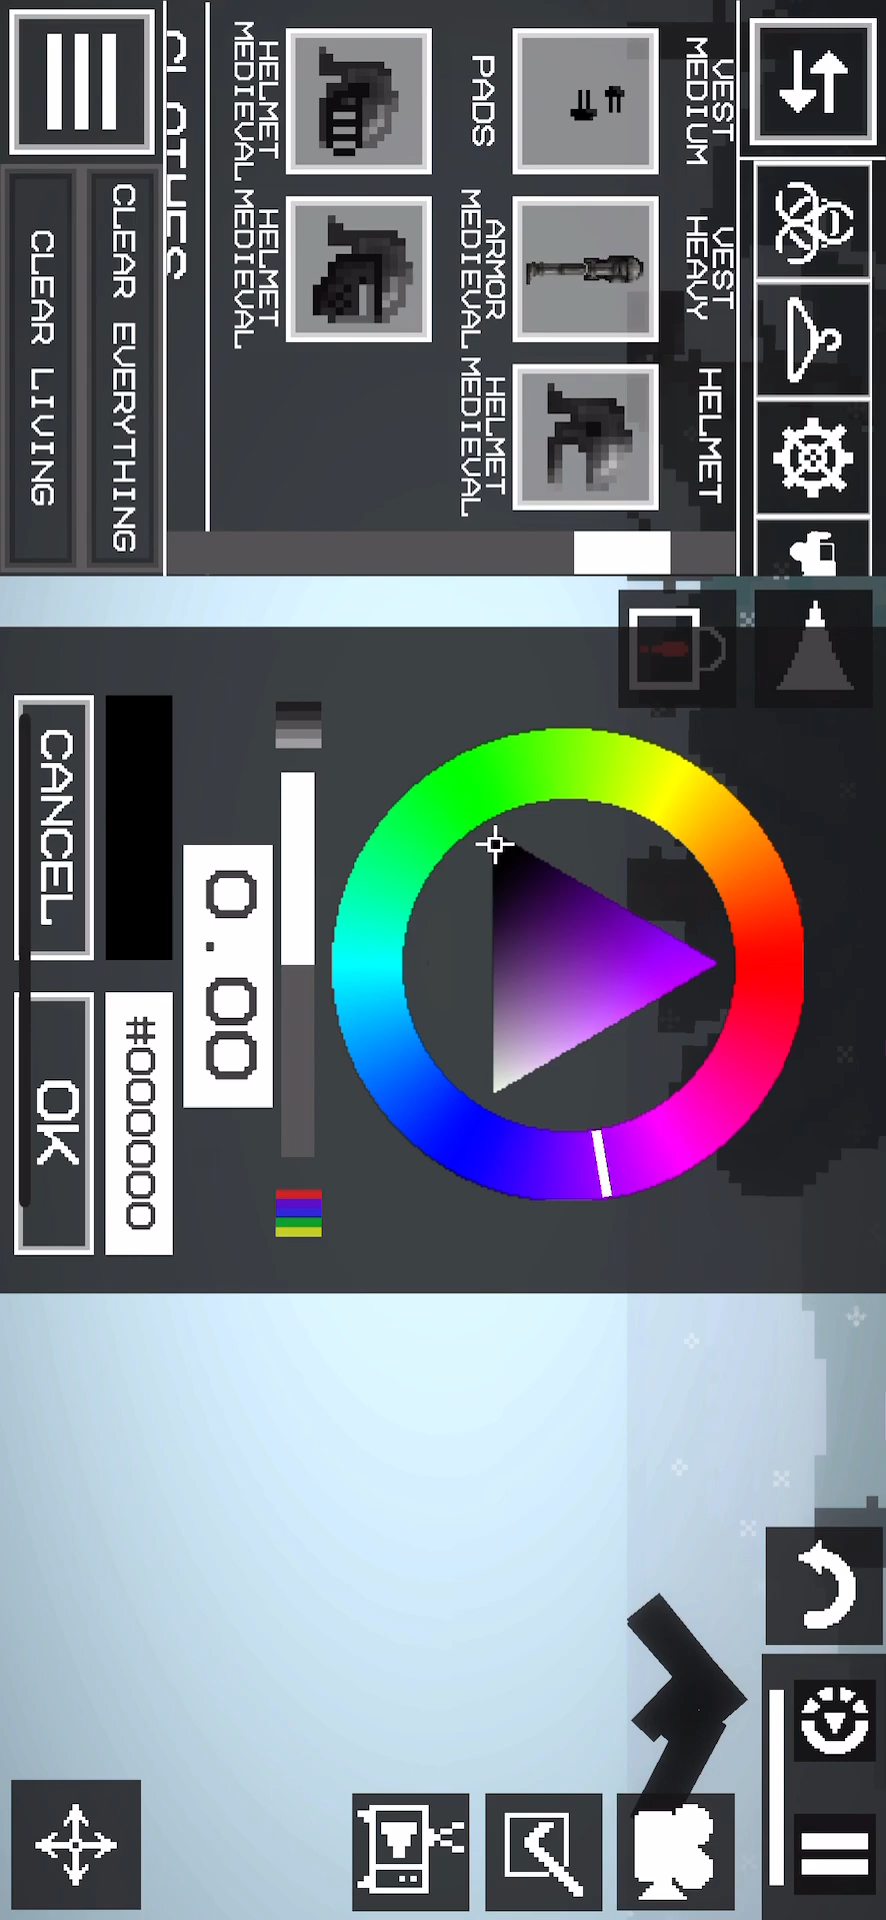 VEST
MEDIUM
VEST
HEAVY
HELMET
PADS
ARMOR
MEDIEVAL
HELMET
MEDIEVAL
HELMET
MEDIEVAL
HELMET
MEDIEVAL
CLOTHES
CLEAR EVERYTHING
CLEAR LIVING
0.00
#000000
CANCEL
OK